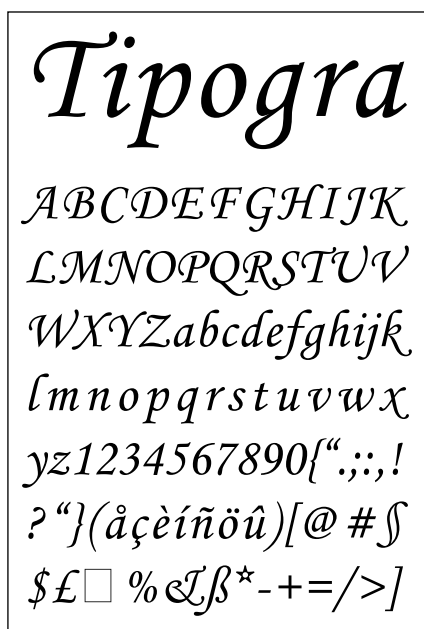 Tipogra
ABCDEFGHIJK
LMNOPQRSTUV
WXYZabcdefghijk
lmnopqrstuvwx
yz1234567890{“.;:,!
?“}(åçèíñöû)[@#§
$£□%&ß*-+=/>]